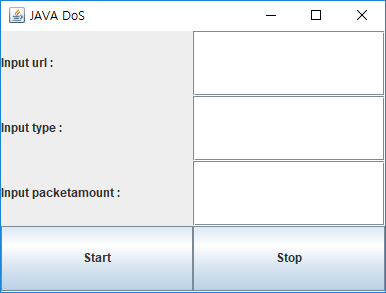 JAVA DoS
Input url :
Input type :
Input packetamount :
Start Stop